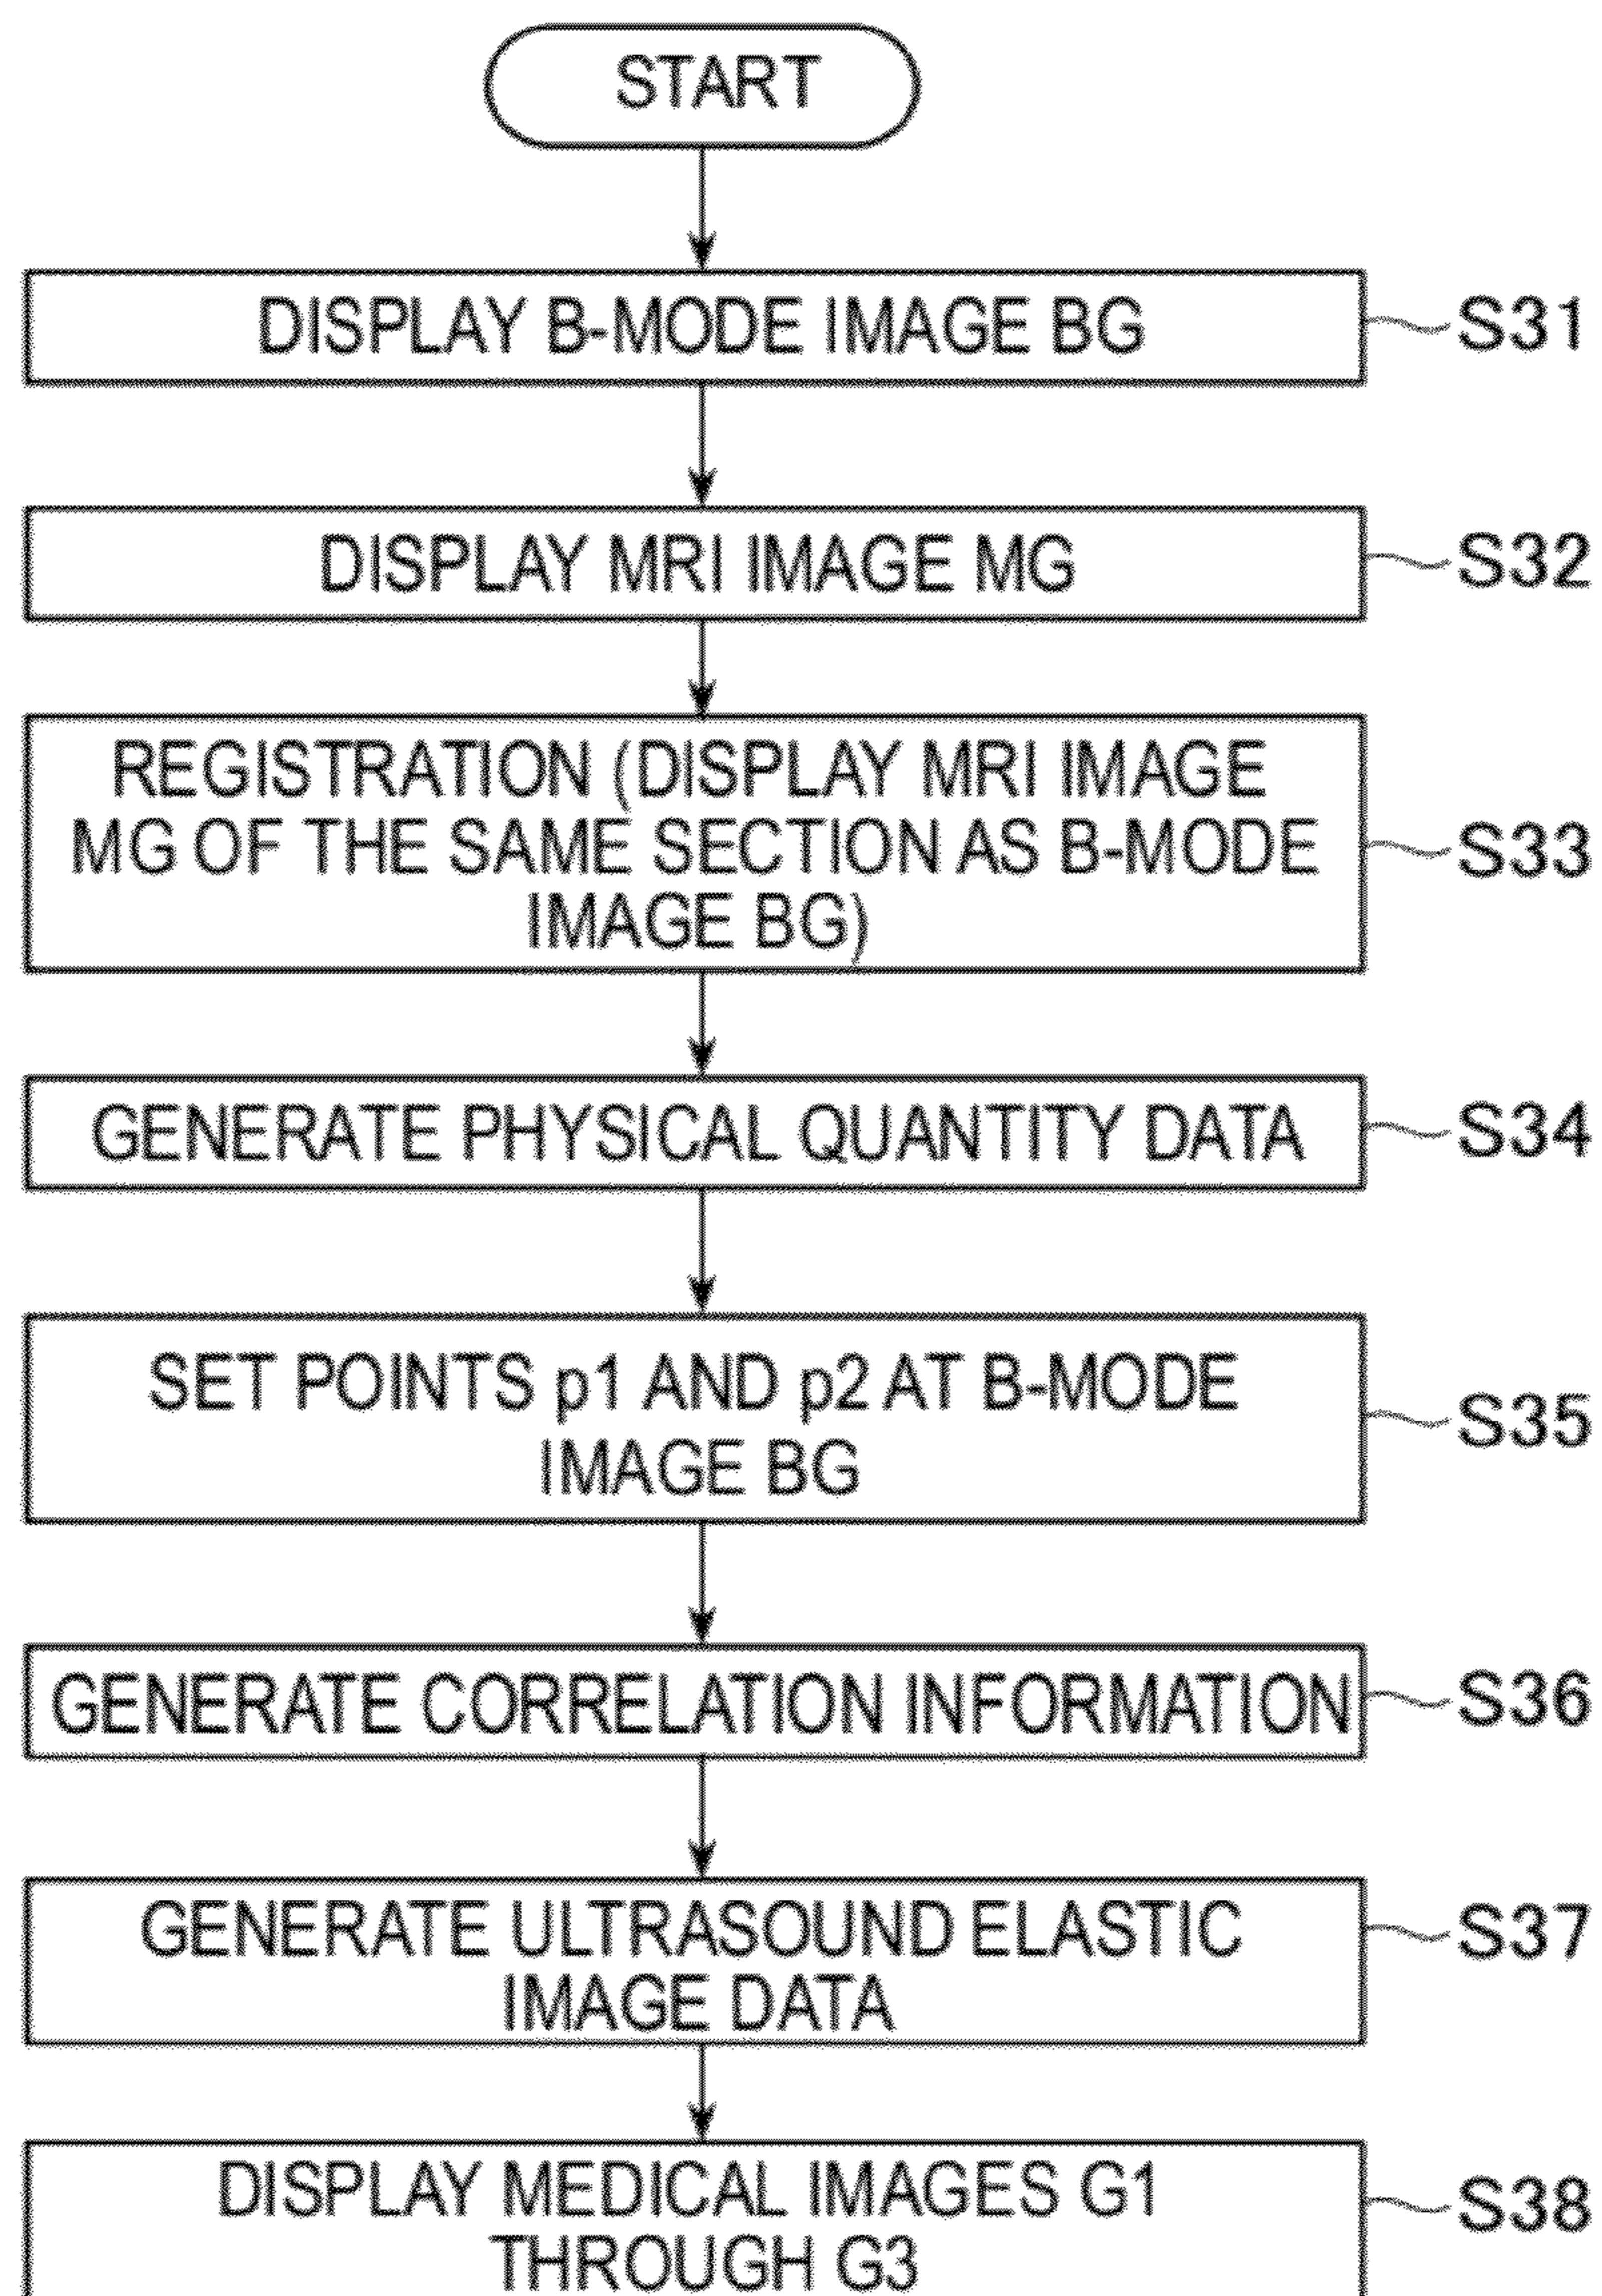 START
DISPLAY B-MODE IMAGE BG
S31
DISPLAY MRI IMAGE MG
S32
REGISTRATION (DISPLAY MRI IMAGE
MG OF THE SAME SECTION AS B-MODE
IMAGE BG)
S33
GENERATE PHYSICAL QUANTITY DATA
S34
SET POINTS p1 AND p2 AT B-MODE
IMAGE BG
S35
GENERATE CORRELATION INFORMATION
S36
GENERATE ULTRASOUND ELASTIC
IMAGE DATA
S37
DISPLAY MEDICAL IMAGES G1
THROUGH G3
S38